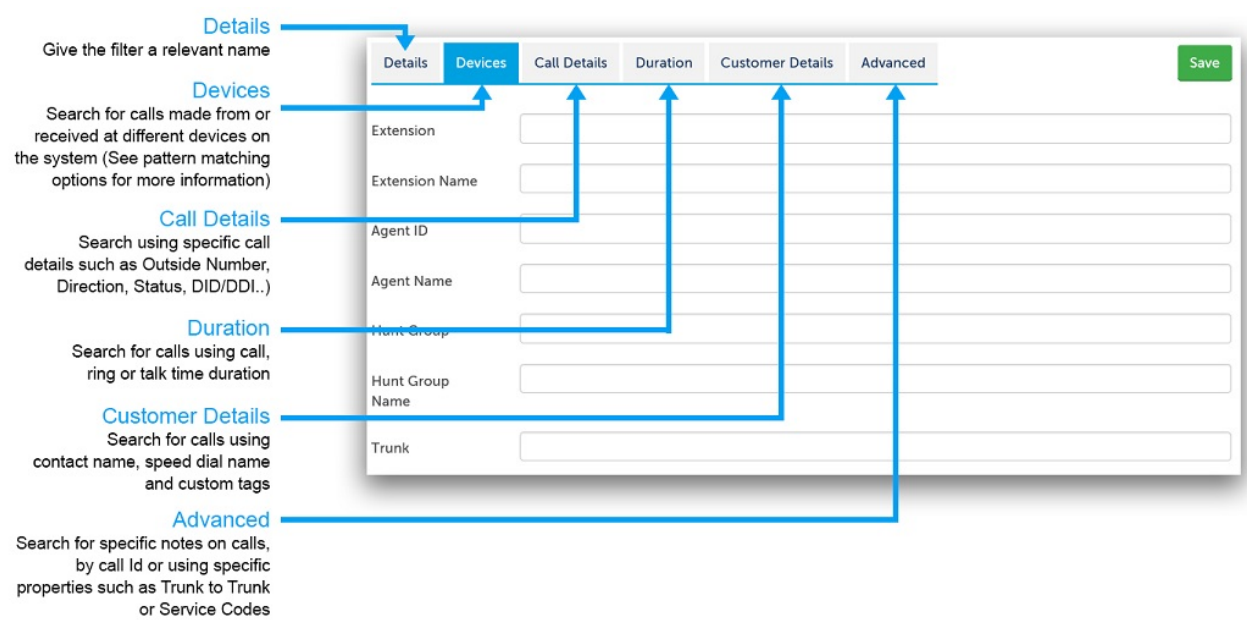 Details
Give the filter a relevant name
Devices
Search for calls made from or
received at different devices on
the system (See pattern matching
options for more information)
Call Details
Search using specific call
details such as Outside Number,
Direction, Status, DID/DDI..)
Duration
Search for calls using call,
ring or talk time duration
Customer Details
Search for calls using
contact name, speed dial name
and custom tags
Advanced
Search for specific notes on calls,
by call Id or using specific
properties such as Trunk to Trunk
or Service Codes
Details Devices Call Details Duration Customer Details Advanced Save
Extension
Extension Name
Agent ID
Agent Name
Hunt Group
Hunt Group
Name
Trunk